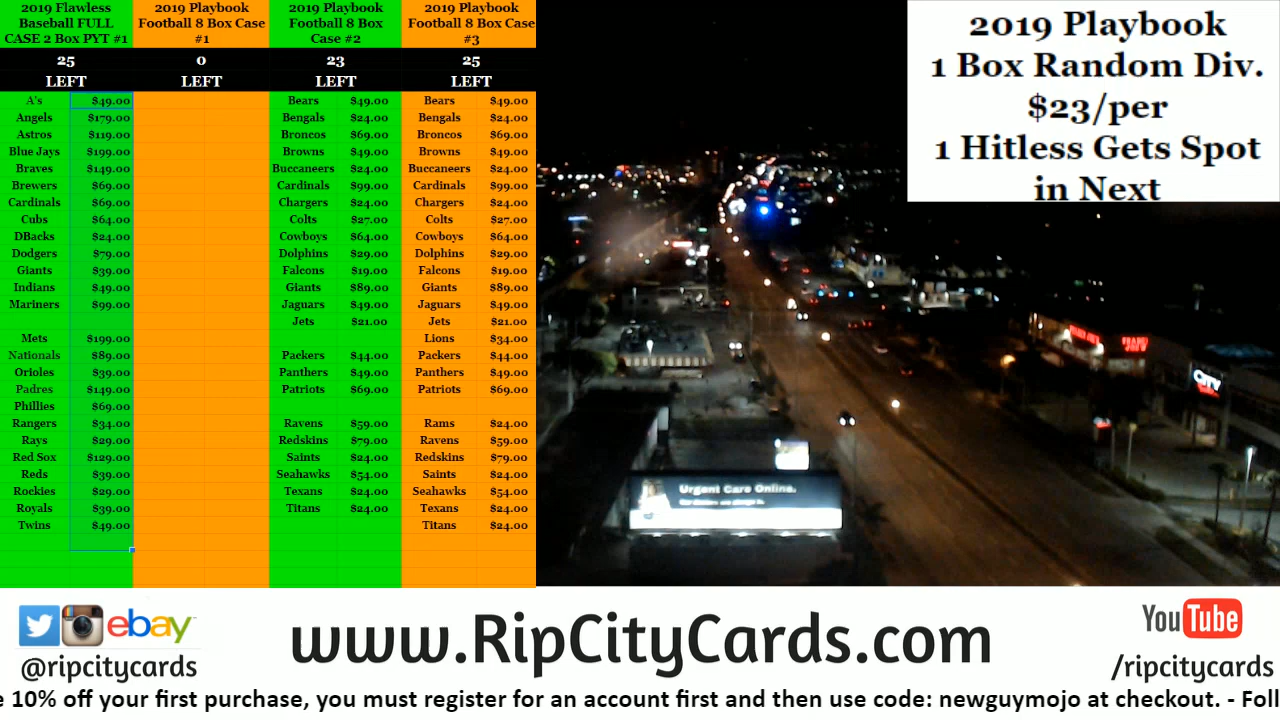 2019 Flawless
Baseball FULL
CASE 2 Box PYT #1
25
LEFT
A's $49.00
Angels $179.00
Astros $119.00
Blue Jays $199.00
Braves $149.00
Brewers $69.00
Cardinals $69.00
Cubs $64.00
DBacks $24.00
Dodgers $79.00
Giants $39.00
Indians $49.00
Mariners $99.00
Mets $199.00
Nationals $89.00
Orioles $39.00
Padres $149.00
Phillies $69.00
Rangers $34.00
Rays $29.00
Red Sox $129.00
Reds $39.00
Rockies $29.00
Royals $39.00
Twins $49.00
2019 Playbook
Football 8 Box Case
#1
0
LEFT
2019 Playbook
Football 8 Box
Case #2
23
LEFT
Bears $49.00
Bengals $24.00
Broncos $69.00
Browns $49.00
Buccaneers $24.00
Cardinals $99.00
Chargers $24.00
Colts $27.00
Cowboys $64.00
Dolphins $29.00
Falcons $19.00
Giants $89.00
Jaguars $49.00
Jets $21.00
Packers $44.00
Panthers $49.00
Patriots $69.00
Ravens $59.00
Redskins $79.00
Saints $24.00
Seahawks $54.00
Texans $24.00
Titans $24.00
2019 Playbook
Football 8 Box Case
#3
25
LEFT
Bears $49.00
Bengals $24.00
Broncos $69.00
Browns $49.00
Buccaneers $24.00
Cardinals $99.00
Chargers $24.00
Colts $27.00
Cowboys $64.00
Dolphins $29.00
Falcons $19.00
Giants $89.00
Jaguars $49.00
Jets $21.00
Lions $34.00
Packers $44.00
Panthers $49.00
Patriots $69.00
Rams $24.00
Ravens $59.00
Redskins $79.00
Saints $24.00
Seahawks $54.00
Texans $24.00
Titans $24.00
2019 Playbook
1 Box Random Div.
$23/per
1 Hitless Gets Spot
in Next
Urgent Care Online.
CITY
ebay
@ripcitycards
www.RipCityCards.com
YouTube
/ripcitycards
e 10% off your first purchase, you must register for an account first and then use code: newguymojo at checkout. - Foll